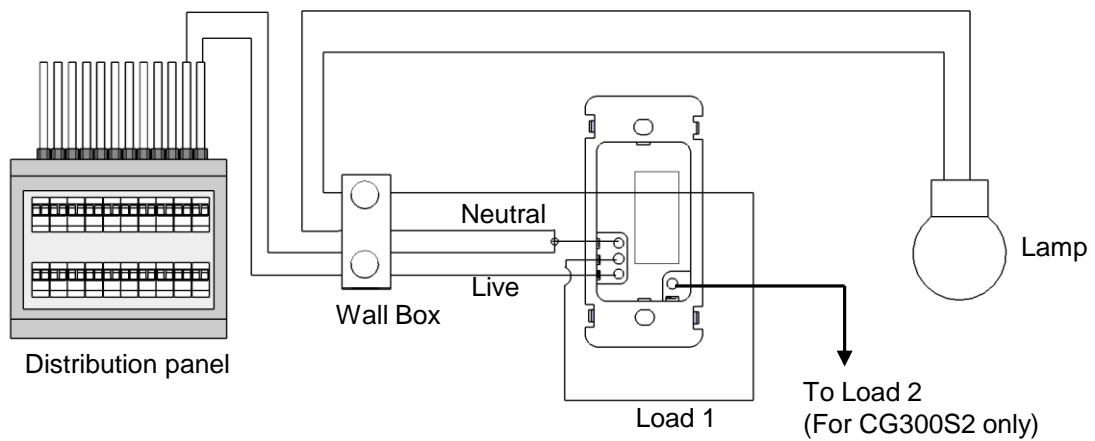 Neutral
Live
Wall Box
Lamp
Distribution panel
Load 1
To Load 2
(For CG300S2 only)